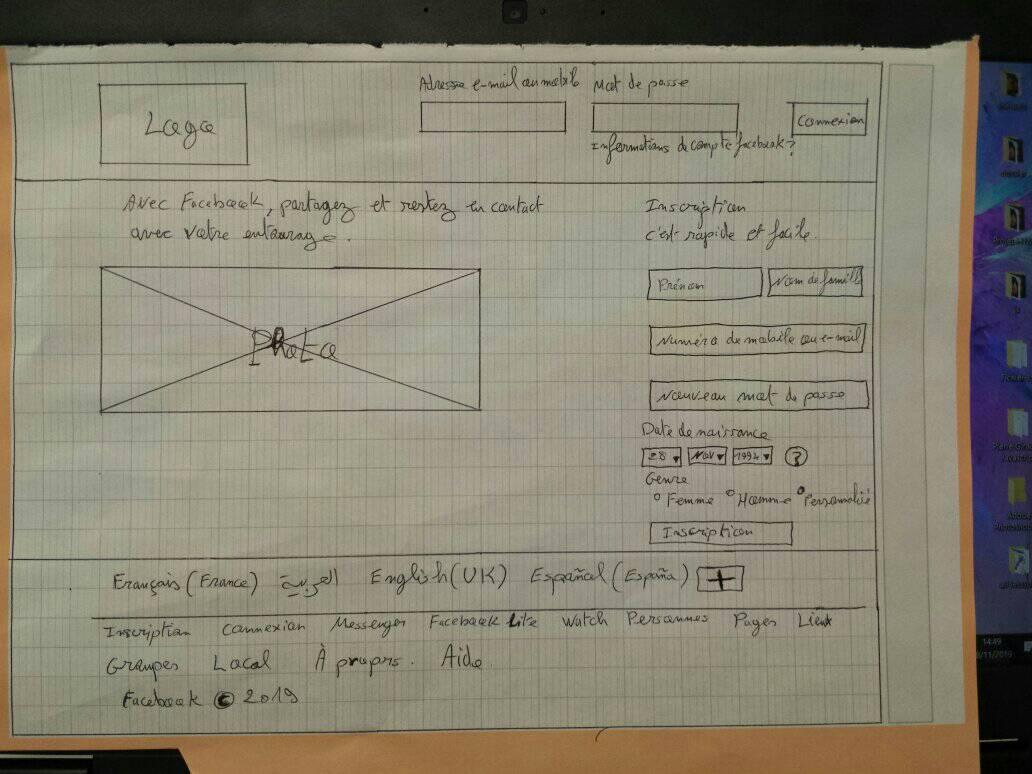 Adresse e-mail ou mobile Mot de passe
Logo
Connexion
Informations de compte facebook ?
Avec Facebook, partagez et restez en contact
avec votre entourage.
Inscription
c'est rapide et facile.
Prénom Nom de famill
Photo
Numéro de mobile ou e-mail
Nouveau mot de passe
Date de naissance
28 ▾ Nov ▾ 1994 ▾ ?
Genre
Femme Homme Personnalisé
Inscription
Français (France) العربية English (UK) Español (España) +
Inscription Connexion Messenger Facebook Lite Watch Personnes Pages Lieux
Groupes Local À propos. Aide
Facebook © 2019
14:49